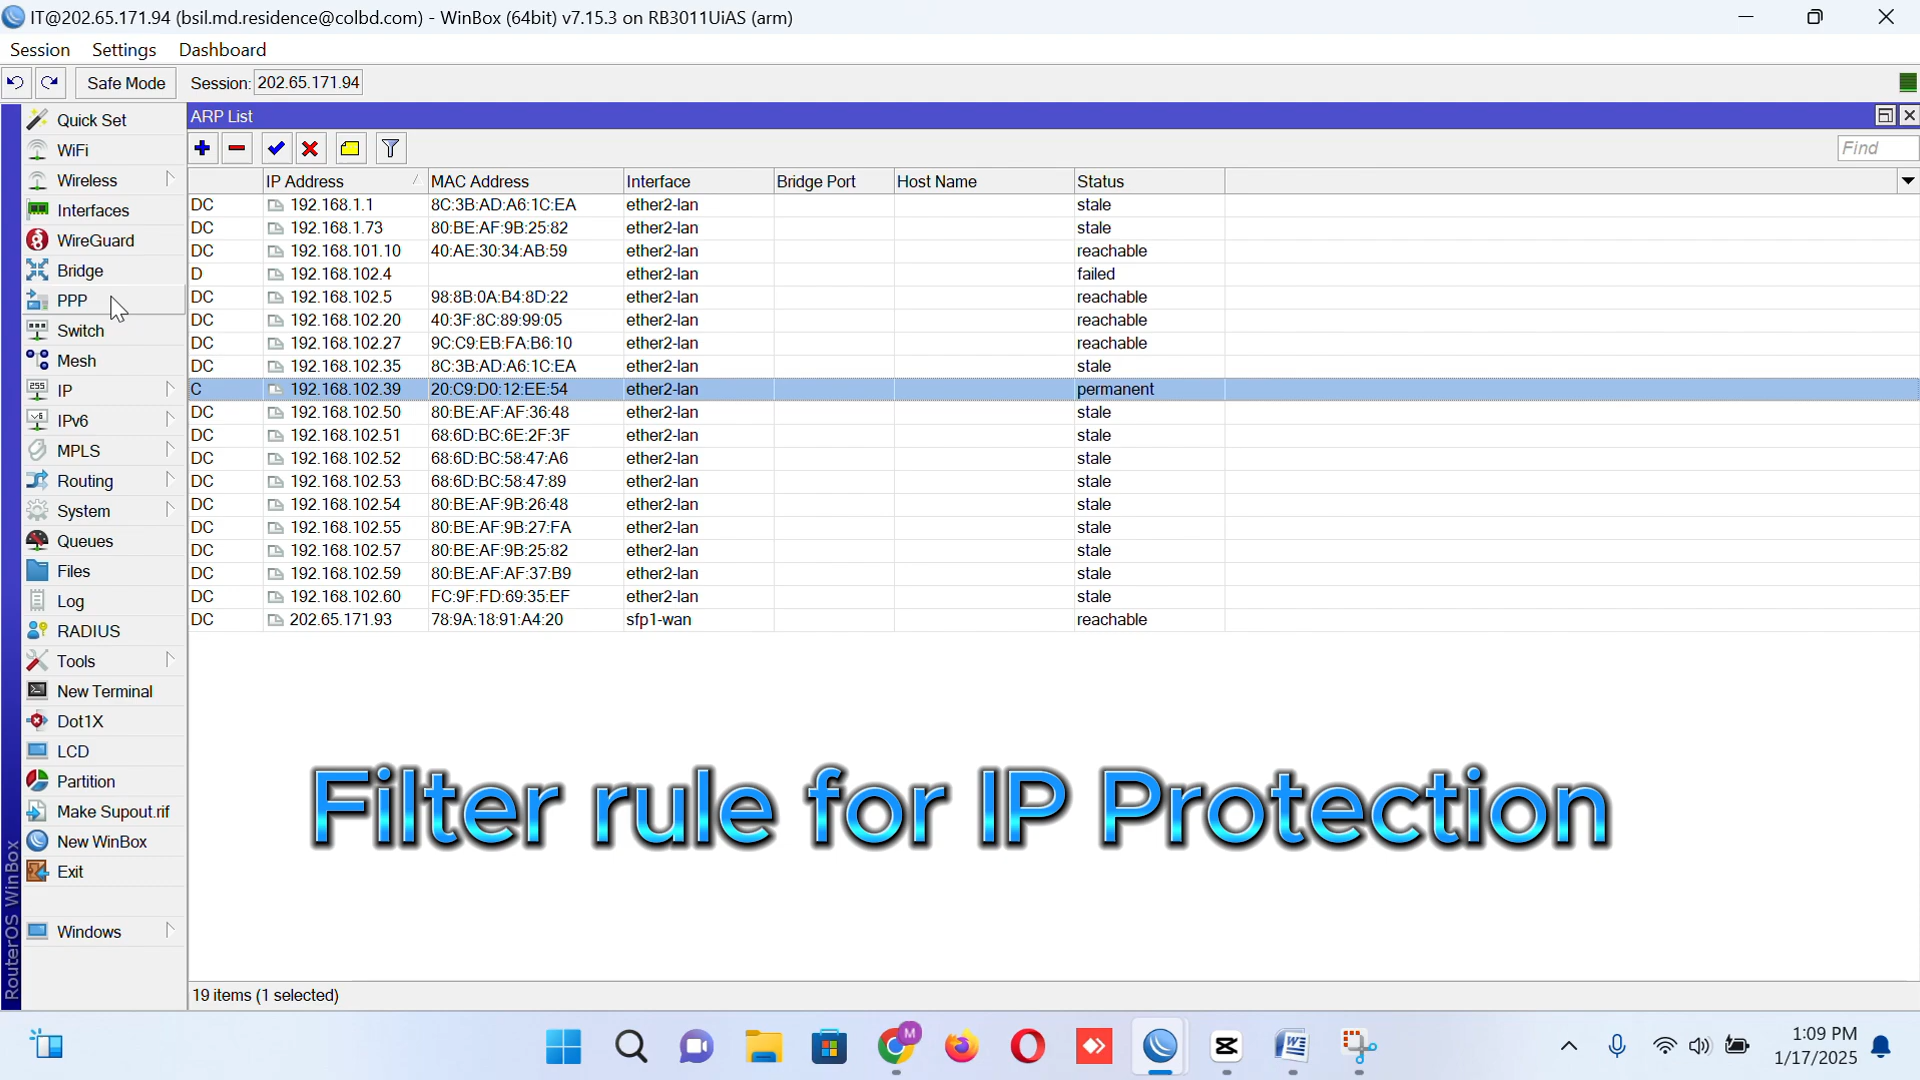 IT@202.65.171.94 (bsil.md.residence@colbd.com) - WinBox (64bit) v7.15.3 on RB3011UiAS (arm)
Session Settings Dashboard
Safe Mode Session: 202.65.171.94
Quick Set
WiFi
Wireless
Interfaces
WireGuard
Bridge
PPP
Switch
Mesh
IP
IPv6
MPLS
Routing
System
Queues
Files
Log
RADIUS
Tools
New Terminal
Dot1X
LCD
Partition
Make Supout.rif
New WinBox
Exit
Windows
RouterOS WinBox
ARP List
Find
IP Address MAC Address Interface Bridge Port Host Name Status
DC 192.168.1.1 8C:3B:AD:A6:1C:EA ether2-lan stale
DC 192.168.1.73 80:BE:AF:9B:25:82 ether2-lan stale
DC 192.168.101.10 40:AE:30:34:AB:59 ether2-lan reachable
D 192.168.102.4 ether2-lan failed
DC 192.168.102.5 98:8B:0A:B4:8D:22 ether2-lan reachable
DC 192.168.102.20 40:3F:8C:89:99:05 ether2-lan reachable
DC 192.168.102.27 9C:C9:EB:FA:B6:10 ether2-lan reachable
DC 192.168.102.35 8C:3B:AD:A6:1C:EA ether2-lan stale
C 192.168.102.39 20:C9:D0:12:EE:54 ether2-lan permanent
DC 192.168.102.50 80:BE:AF:AF:36:48 ether2-lan stale
DC 192.168.102.51 68:6D:BC:6E:2F:3F ether2-lan stale
DC 192.168.102.52 68:6D:BC:58:47:A6 ether2-lan stale
DC 192.168.102.53 68:6D:BC:58:47:89 ether2-lan stale
DC 192.168.102.54 80:BE:AF:9B:26:48 ether2-lan stale
DC 192.168.102.55 80:BE:AF:9B:27:FA ether2-lan stale
DC 192.168.102.57 80:BE:AF:9B:25:82 ether2-lan stale
DC 192.168.102.59 80:BE:AF:AF:37:B9 ether2-lan stale
DC 192.168.102.60 FC:9F:FD:69:35:EF ether2-lan stale
DC 202.65.171.93 78:9A:18:91:A4:20 sfp1-wan reachable
Filter rule for IP Protection
19 items (1 selected)
M
1:09 PM
1/17/2025